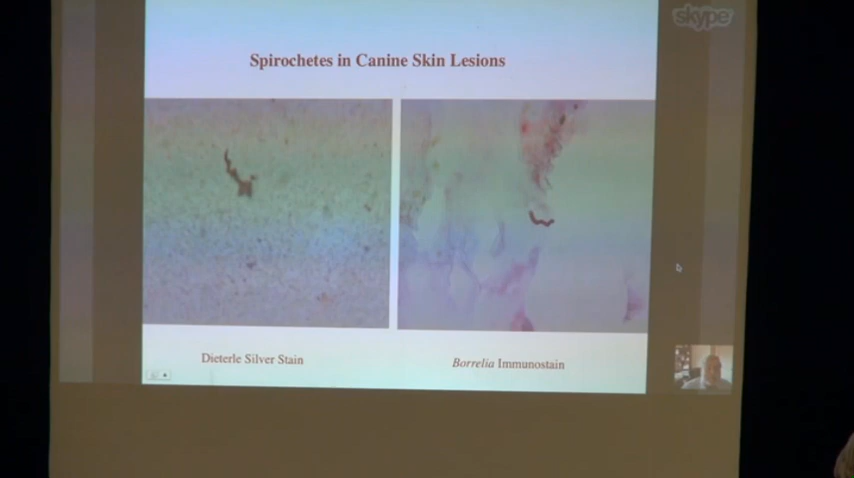 skype
Spirochetes in Canine Skin Lesions
Dieterle Silver Stain
Borrelia Immunostain